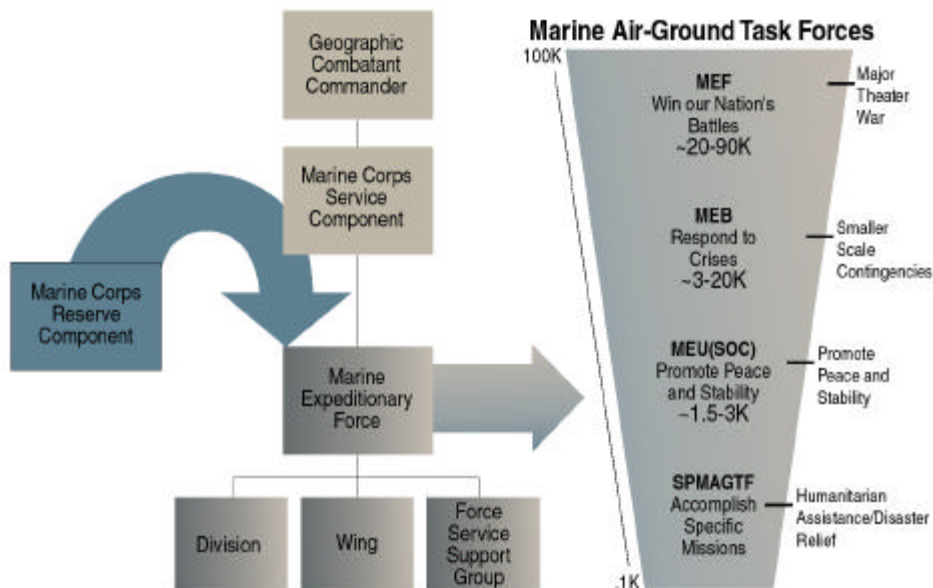 Geographic
Combatant
Commander
Marine Corps
Service
Component
Marine Corps
Reserve
Component
Marine
Expeditionary
Force
Division
Wing
Force
Service
Support
Group
Marine Air-Ground Task Forces
100K
MEF
Win our Nation's
Battles
~20-90K
Major
Theater
War
MEB
Respond to
Crises
~3-20K
Smaller
Scale
Contingencies
MEU(SOC)
Promote Peace
and Stability
~1.5-3K
Promote
Peace and
Stability
SPMAGTF
Accomplish
Specific
Missions
Humanitarian
Assistance/Disaster
Relief
.1K